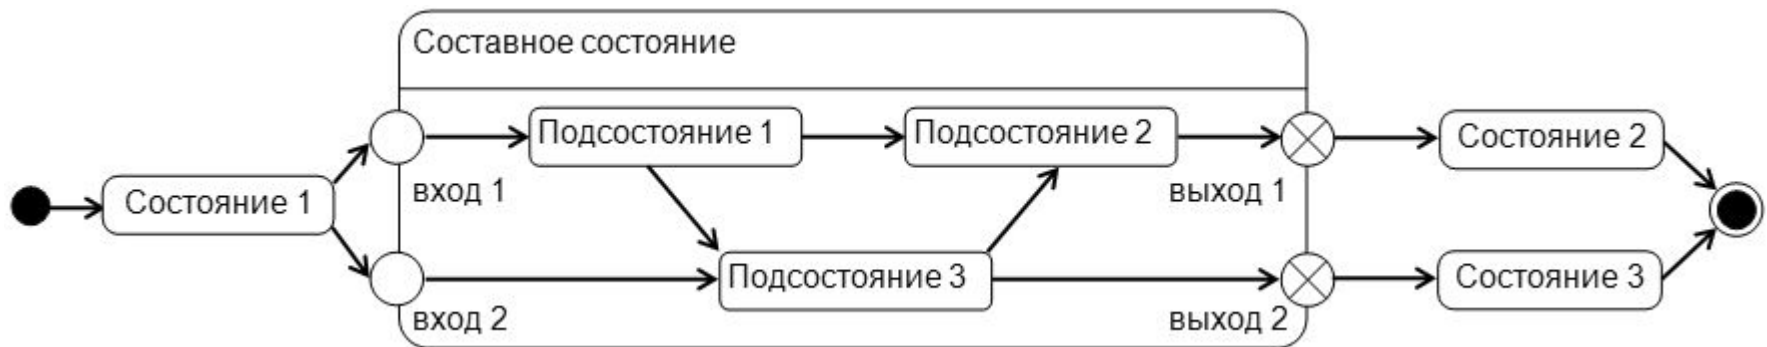 Составное состояние
Подсостояние 1
Подсостояние 2
Состояние 2
Состояние 1
вход 1
выход 1
Подсостояние 3
Состояние 3
вход 2
выход 2